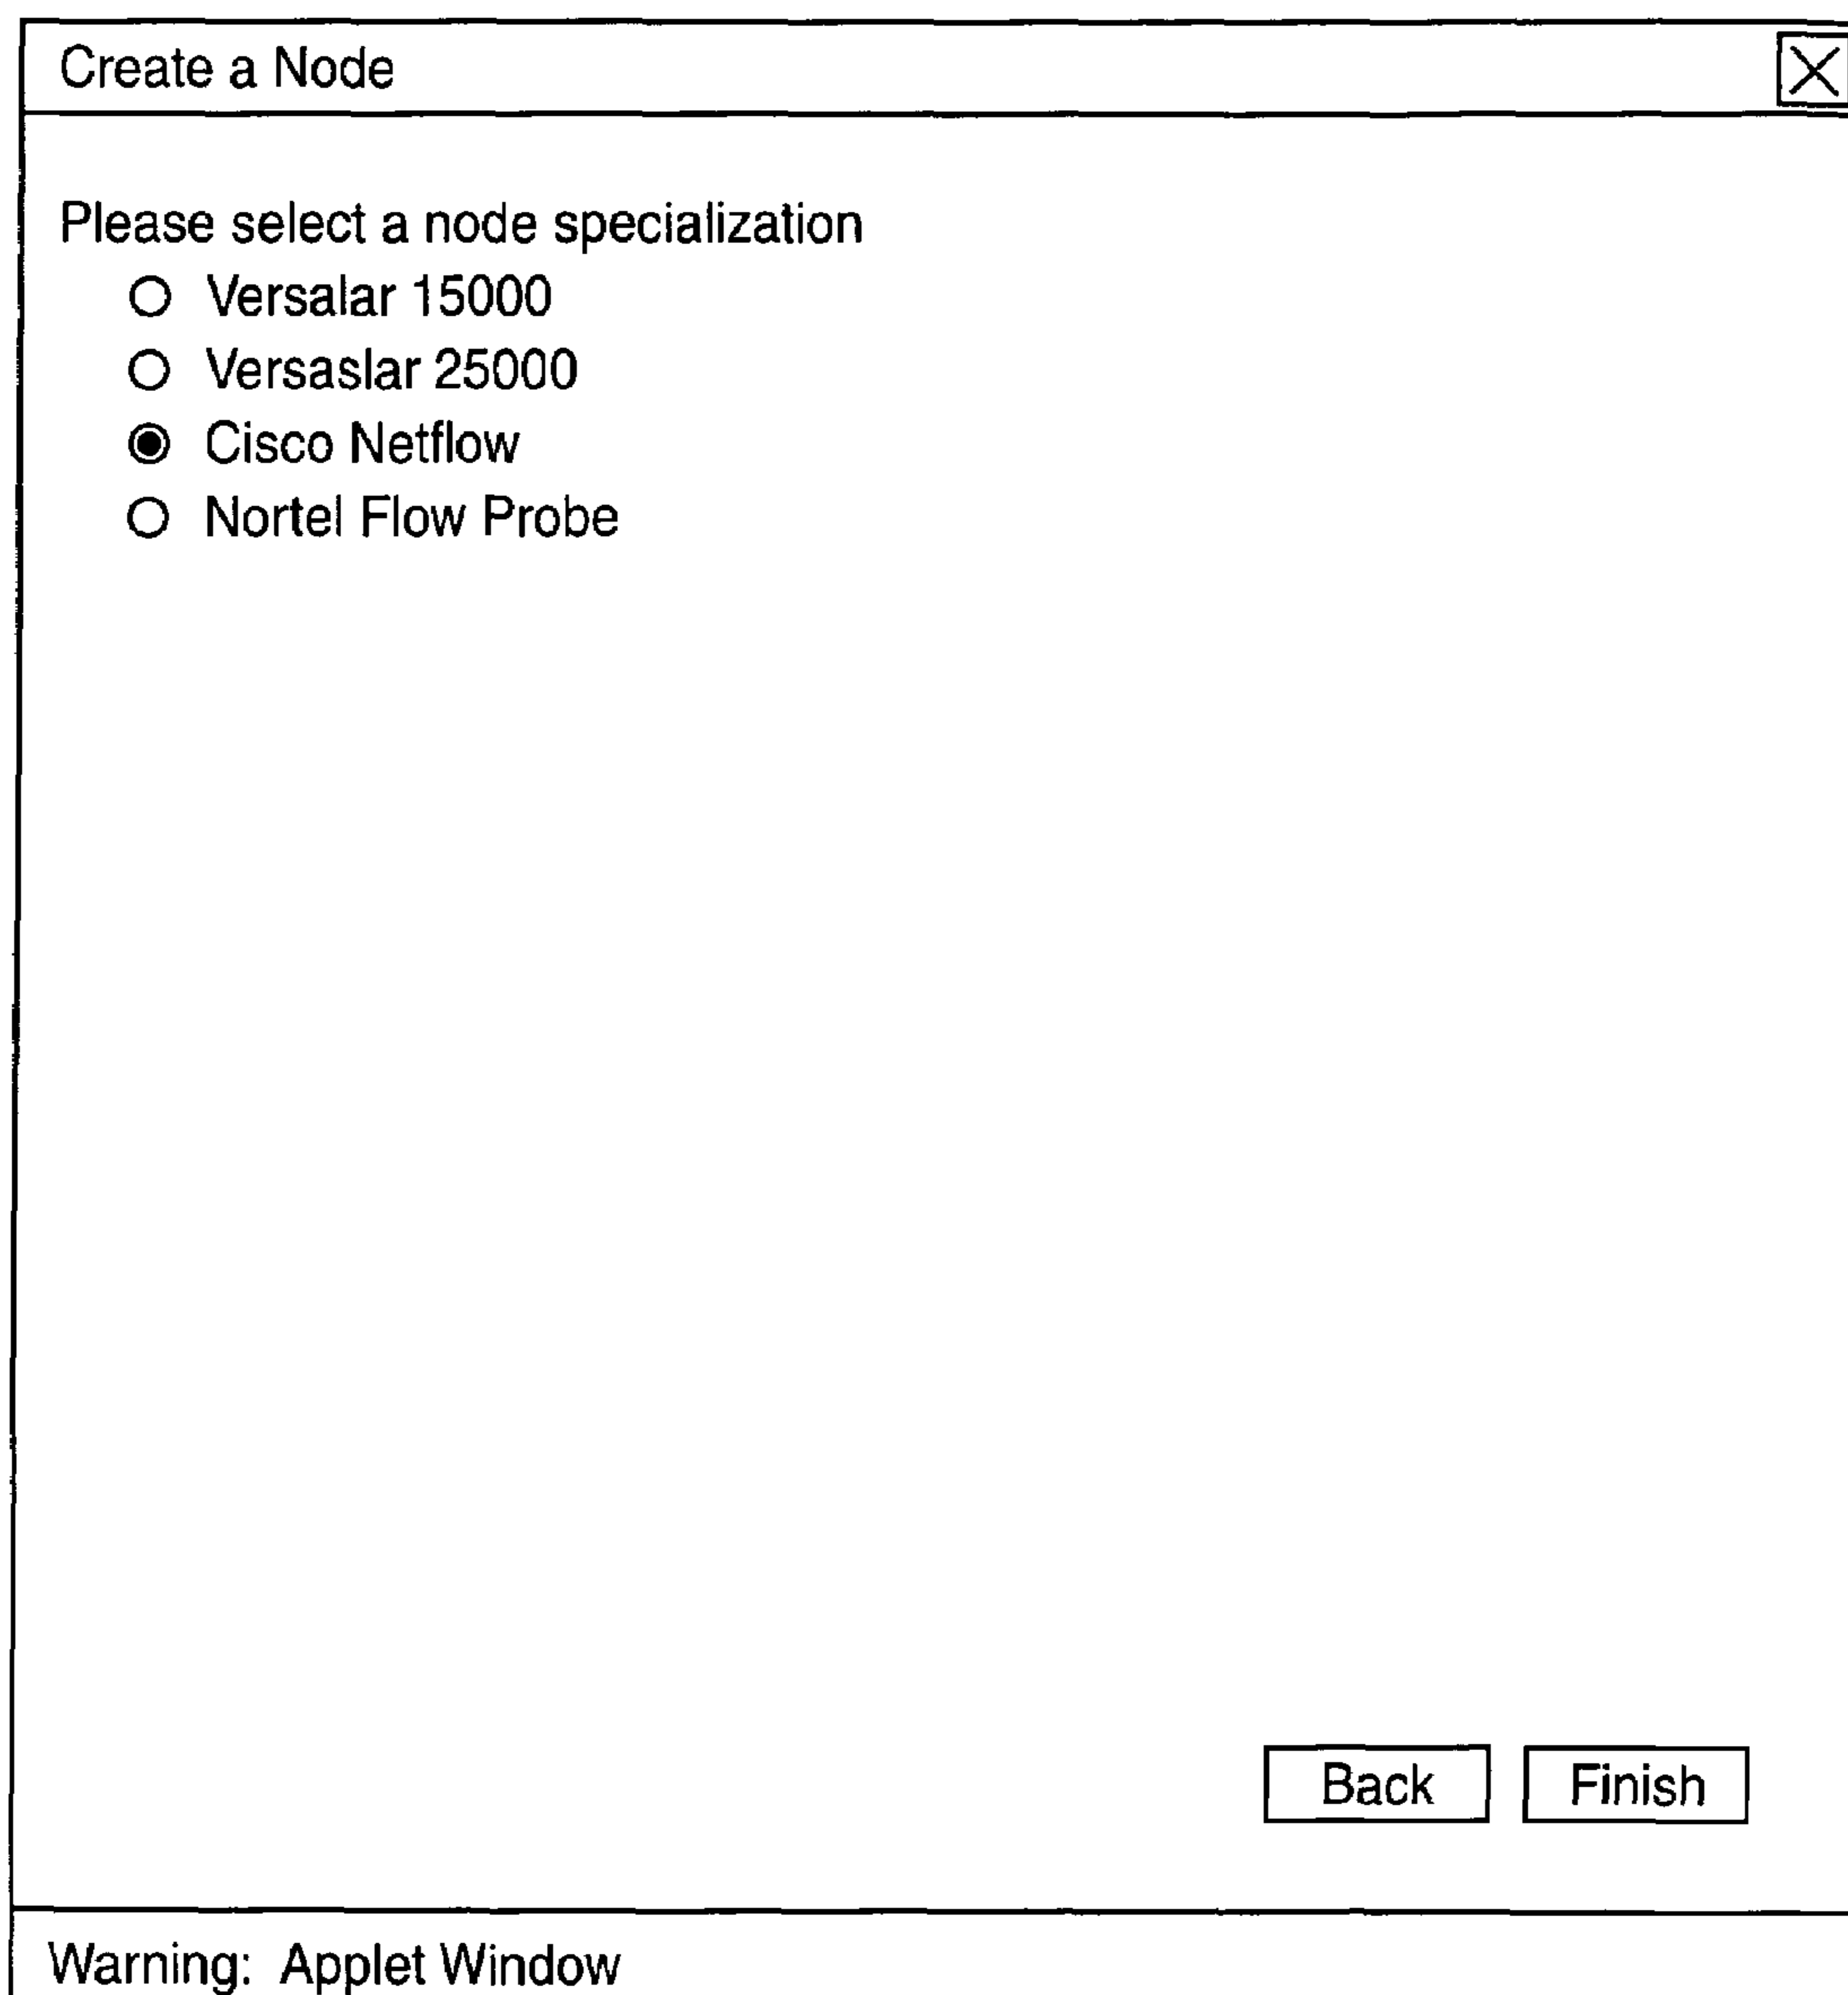 Create a Node
Please select a node specialization
Versalar 15000
Versaslar 25000
Cisco Netflow
Nortel Flow Probe
Back Finish
Warning: Applet Window